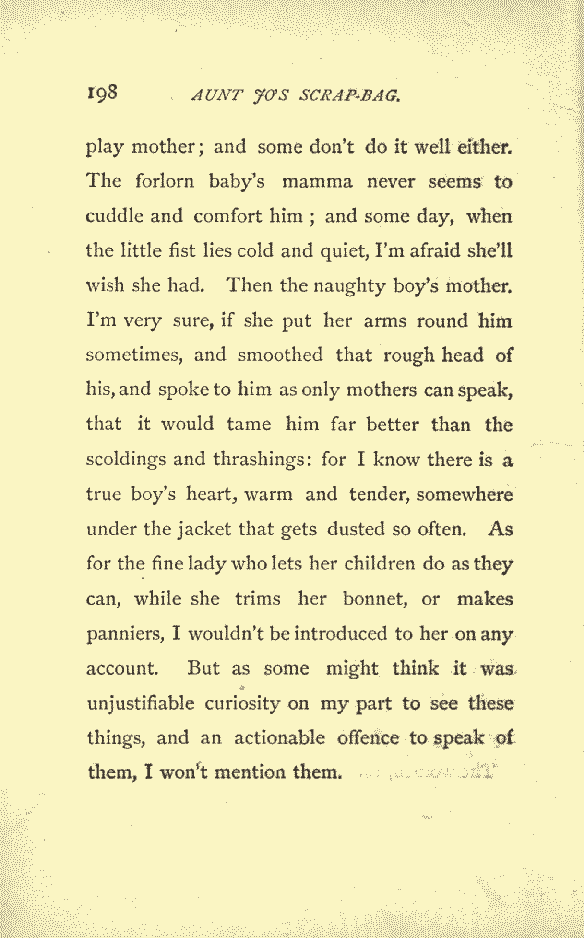 198 AUNT JO'S SCRAP-BAG.
play mother; and some don't do it well either.
The forlorn baby's mamma never seems to
cuddle and comfort him; and some day, when
the little fist lies cold and quiet, I'm afraid she'll
wish she had. Then the naughty boy's mother.
I'm very sure, if she put her arms round him
sometimes, and smoothed that rough head of
his, and spoke to him as only mothers can speak,
that it would tame him far better than the
scoldings and thrashings: for I know there is a
true boy's heart, warm and tender, somewhere
under the jacket that gets dusted so often. As
for the fine lady who lets her children do as they
can, while she trims her bonnet, or makes
panniers, I wouldn't be introduced to her on any
account. But as some might think it was
unjustifiable curiosity on my part to see these
things, and an actionable offence to speak of
them, I won't mention them.